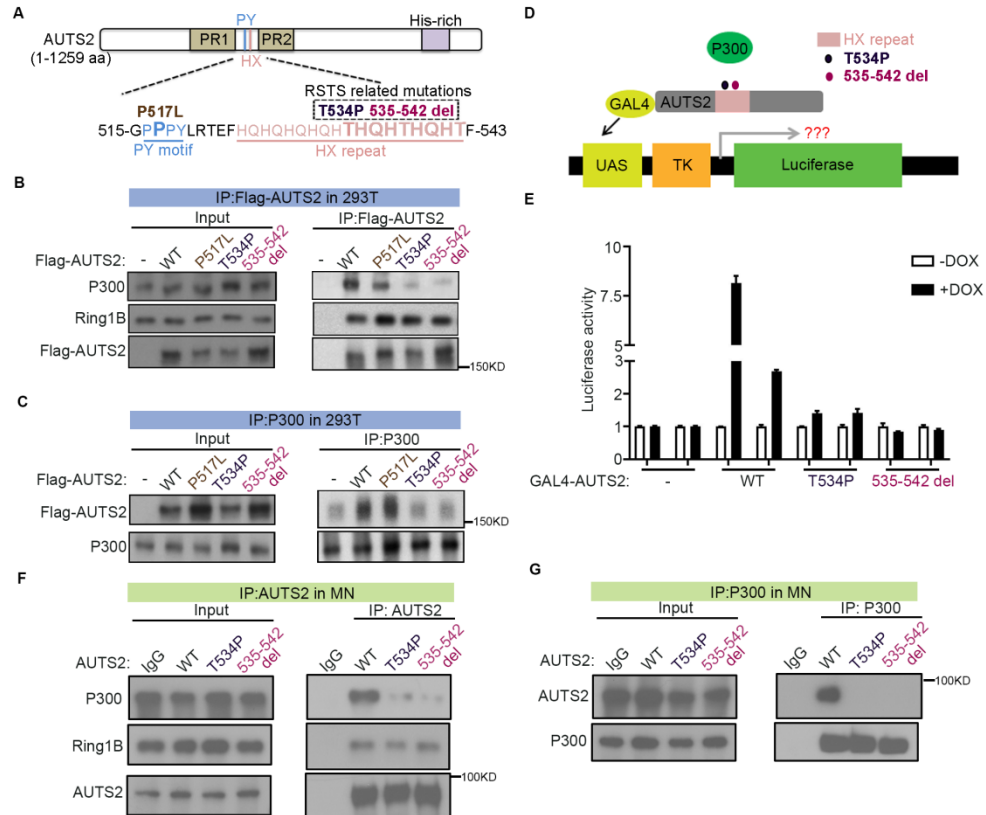 A
AUTS2
(1-1259 aa)
PR1
PY
HX
PR2
His-rich
RSTS related mutations
P517L
T534P 535-542 del
515-GPPPYLRTEFHQHQHQHQHTHQHTHQHTF-543
PY motif
HX repeat
B
IP:Flag-AUTS2 in 293T
Input
IP:Flag-AUTS2
Flag-AUTS2:
-
WT
P517L
T534P
535-542 del
-
WT
P517L
T534P
535-542 del
P300
Ring1B
Flag-AUTS2
150KD
C
IP:P300 in 293T
Input
IP:P300
Flag-AUTS2:
-
WT
P517L
T534P
535-542 del
-
WT
P517L
T534P
535-542 del
Flag-AUTS2
150KD
P300
D
P300
HX repeat
T534P
535-542 del
GAL4
AUTS2
???
UAS
TK
Luciferase
E
Luciferase activity
10
7.5
5
3
2
1
0
-DOX
+DOX
GAL4-AUTS2:
-
WT
T534P
535-542 del
F
IP:AUTS2 in MN
Input
IP: AUTS2
AUTS2:
IgG
WT
T534P
535-542 del
IgG
WT
T534P
535-542 del
P300
Ring1B
AUTS2
100KD
G
IP:P300 in MN
Input
IP: P300
AUTS2:
IgG
WT
T534P
535-542 del
IgG
WT
T534P
535-542 del
AUTS2
100KD
P300